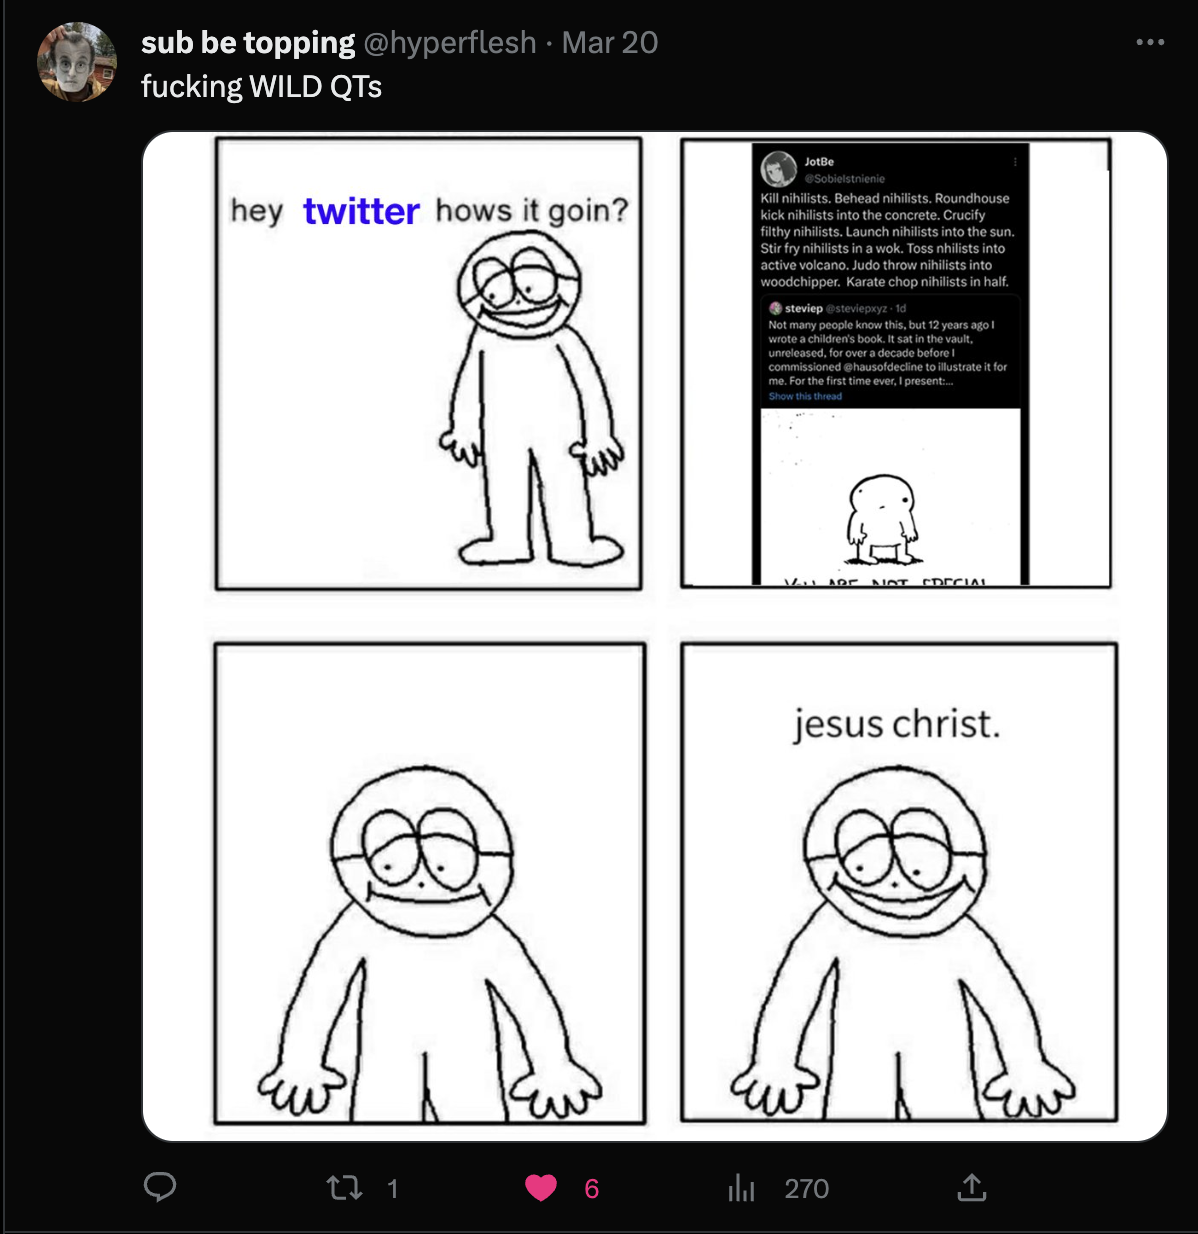 sub be topping @hyperflesh · Mar 20
fucking WILD QTs
hey twitter hows it goin?
JotBe
@Sobielstnienie
Kill nihilists. Behead nihilists. Roundhouse
kick nihilists into the concrete. Crucify
filthy nihilists. Launch nihilists into the sun.
Stir fry nihilists in a wok. Toss nhilists into
active volcano. Judo throw nihilists into
woodchipper. Karate chop nihilists in half.
steviep @steviepxyz · 1d
Not many people know this, but 12 years ago I
wrote a children's book. It sat in the vault,
unreleased, for over a decade before I
commissioned @hausofdecline to illustrate it for
me. For the first time ever, I present:...
Show this thread
YOU ARE NOT SPECIAL
jesus christ.
1 6 270